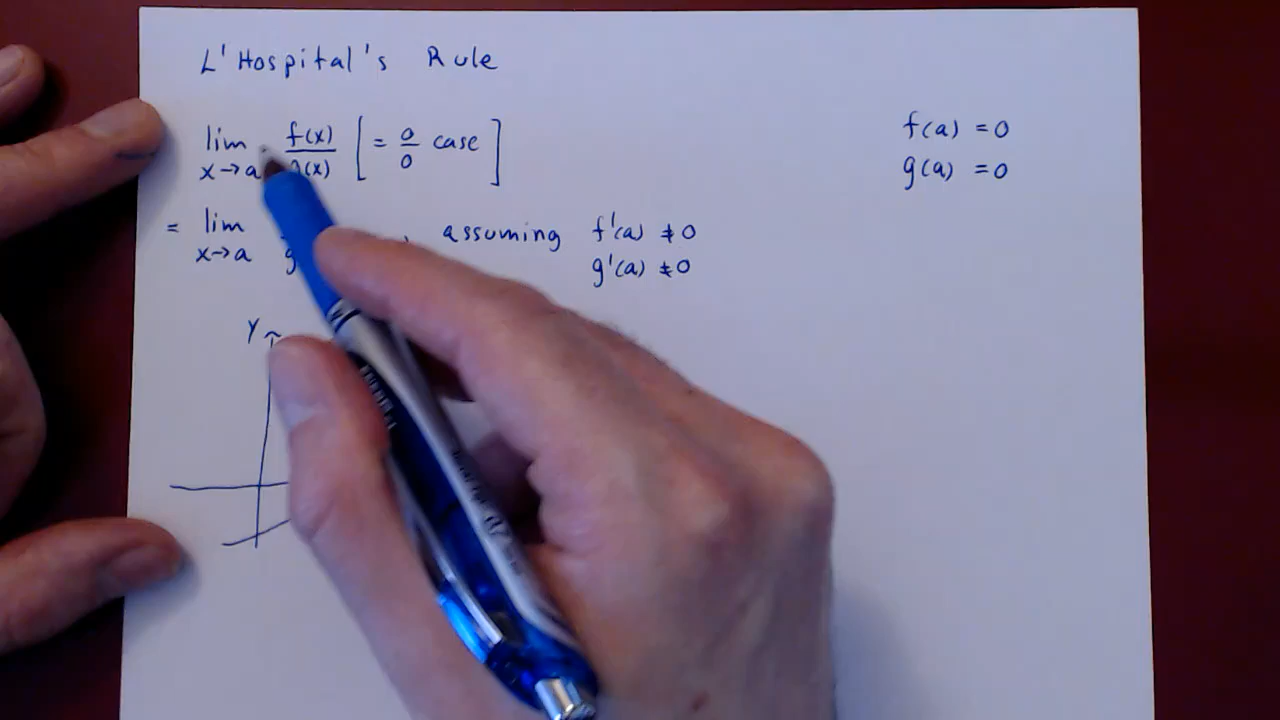 L'Hospital's Rule
lim f(x)/g(x) [= 0/0 case]
x→a
f(a) = 0
g(a) = 0
= lim g , assuming f'(a) ≠ 0
x→a g'(a) ≠ 0
Y